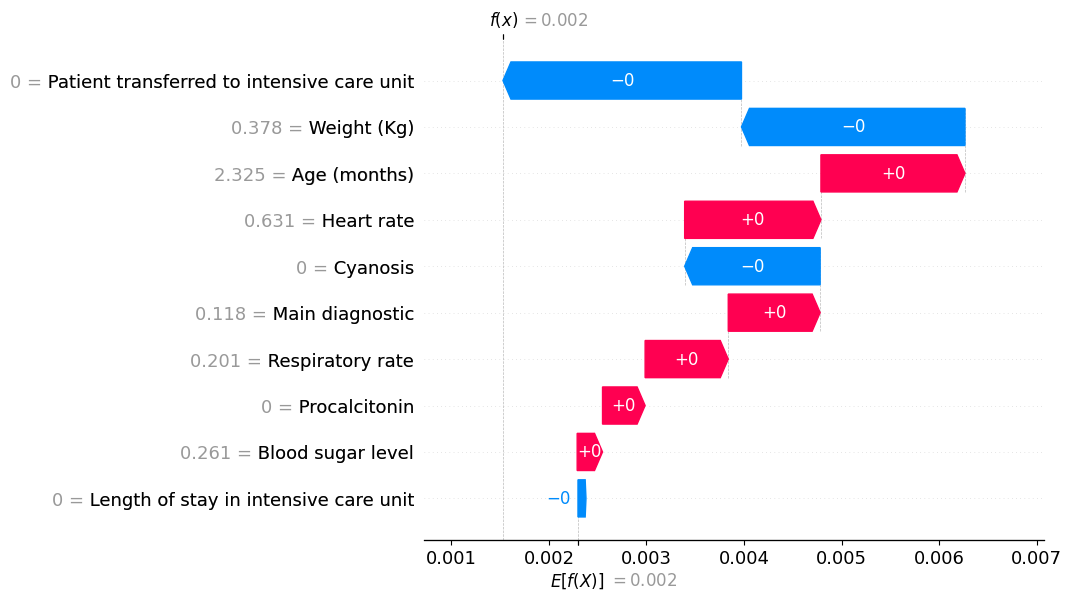 f(x) = 0.002
0 = Patient transferred to intensive care unit
−0
0.378 = Weight (Kg)
−0
2.325 = Age (months)
+0
0.631 = Heart rate
+0
0 = Cyanosis
−0
0.118 = Main diagnostic
+0
0.201 = Respiratory rate
+0
0 = Procalcitonin
+0
0.261 = Blood sugar level
+0
0 = Length of stay in intensive care unit
−0
0.001 0.002 0.003 0.004 0.005 0.006 0.007
E[f(X)] = 0.002